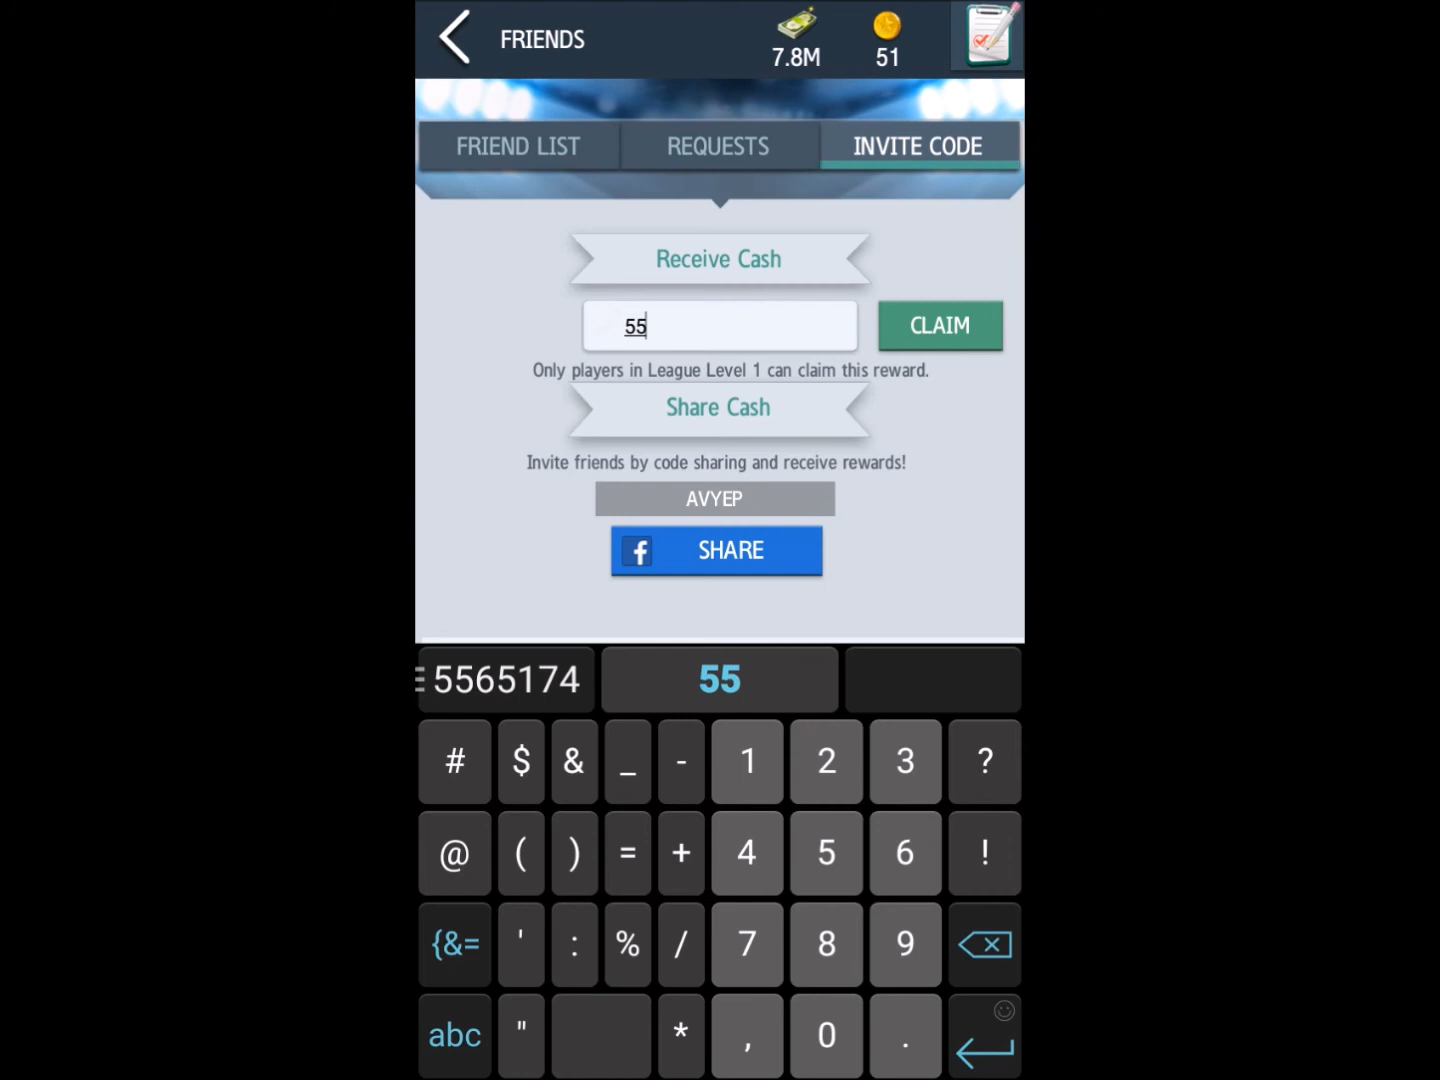 FRIENDS
7.8M
51
FRIEND LIST
REQUESTS
INVITE CODE
Receive Cash
55
CLAIM
Only players in League Level 1 can claim this reward.
Share Cash
Invite friends by code sharing and receive rewards!
AVYEP
f SHARE
5565174
55
# $ & _ - 1 2 3 ?
@ ( ) = + 4 5 6 !
{&= ' : % / 7 8 9
abc " * , 0 .